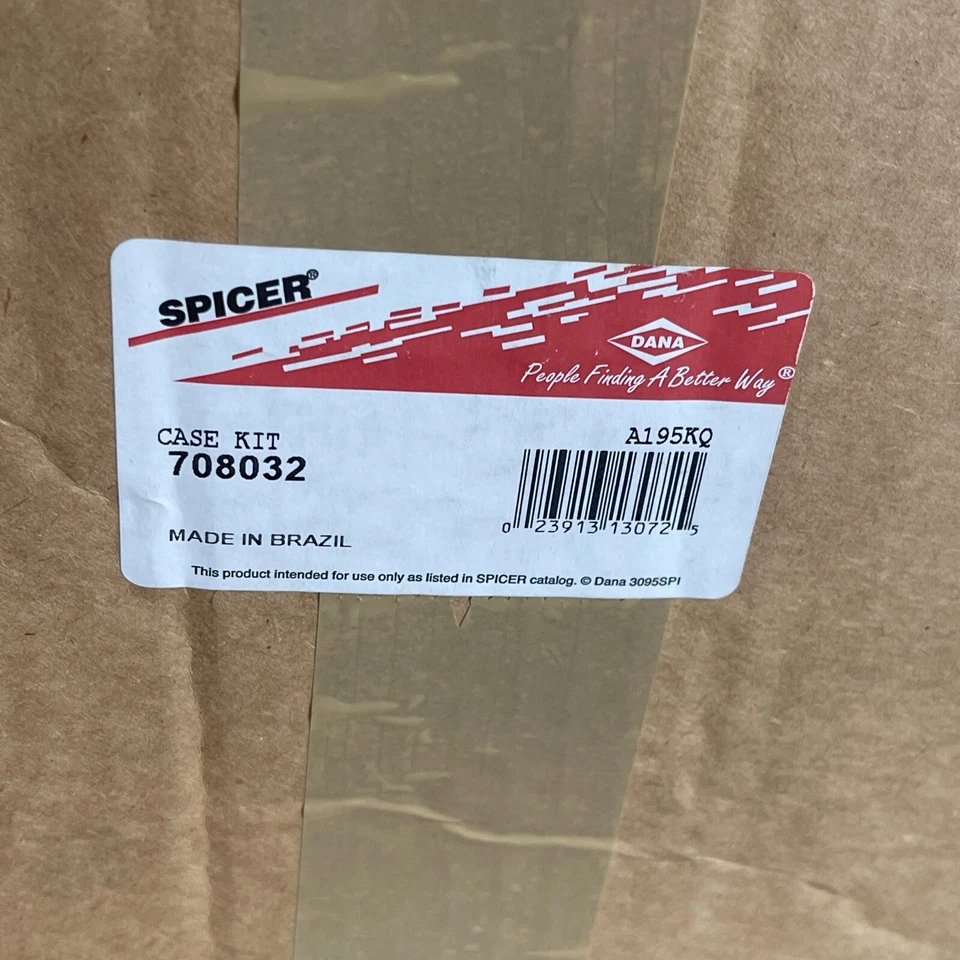 SPICER®
DANA
People Finding A Better Way®
CASE KIT
708032
A195KQ
0 23913 13072 5
MADE IN BRAZIL
This product intended for use only as listed in SPICER catalog. © Dana 3095SPI